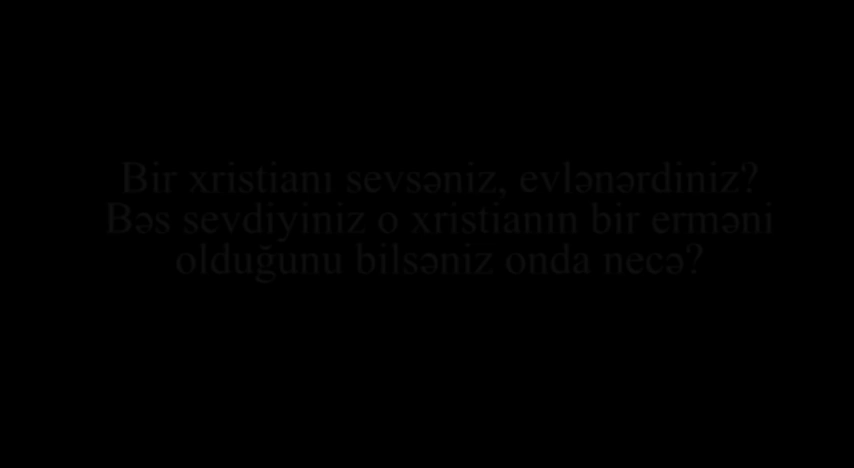 Bir xristianı sevsəniz, evlənərdiniz?
Bəs sevdiyiniz o xristianın bir erməni
olduğunu bilsəniz onda necə?